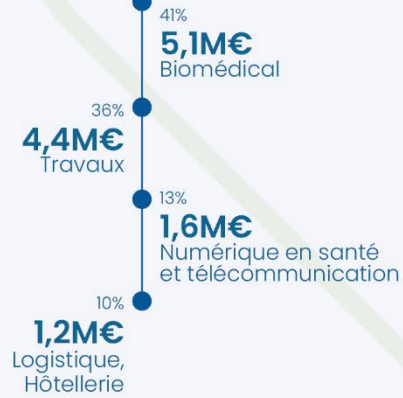 41%
5,1M€
Biomédical
36%
4,4M€
Travaux
13%
1,6M€
Numérique en santé
et télécommunication
10%
1,2M€
Logistique,
Hôtellerie